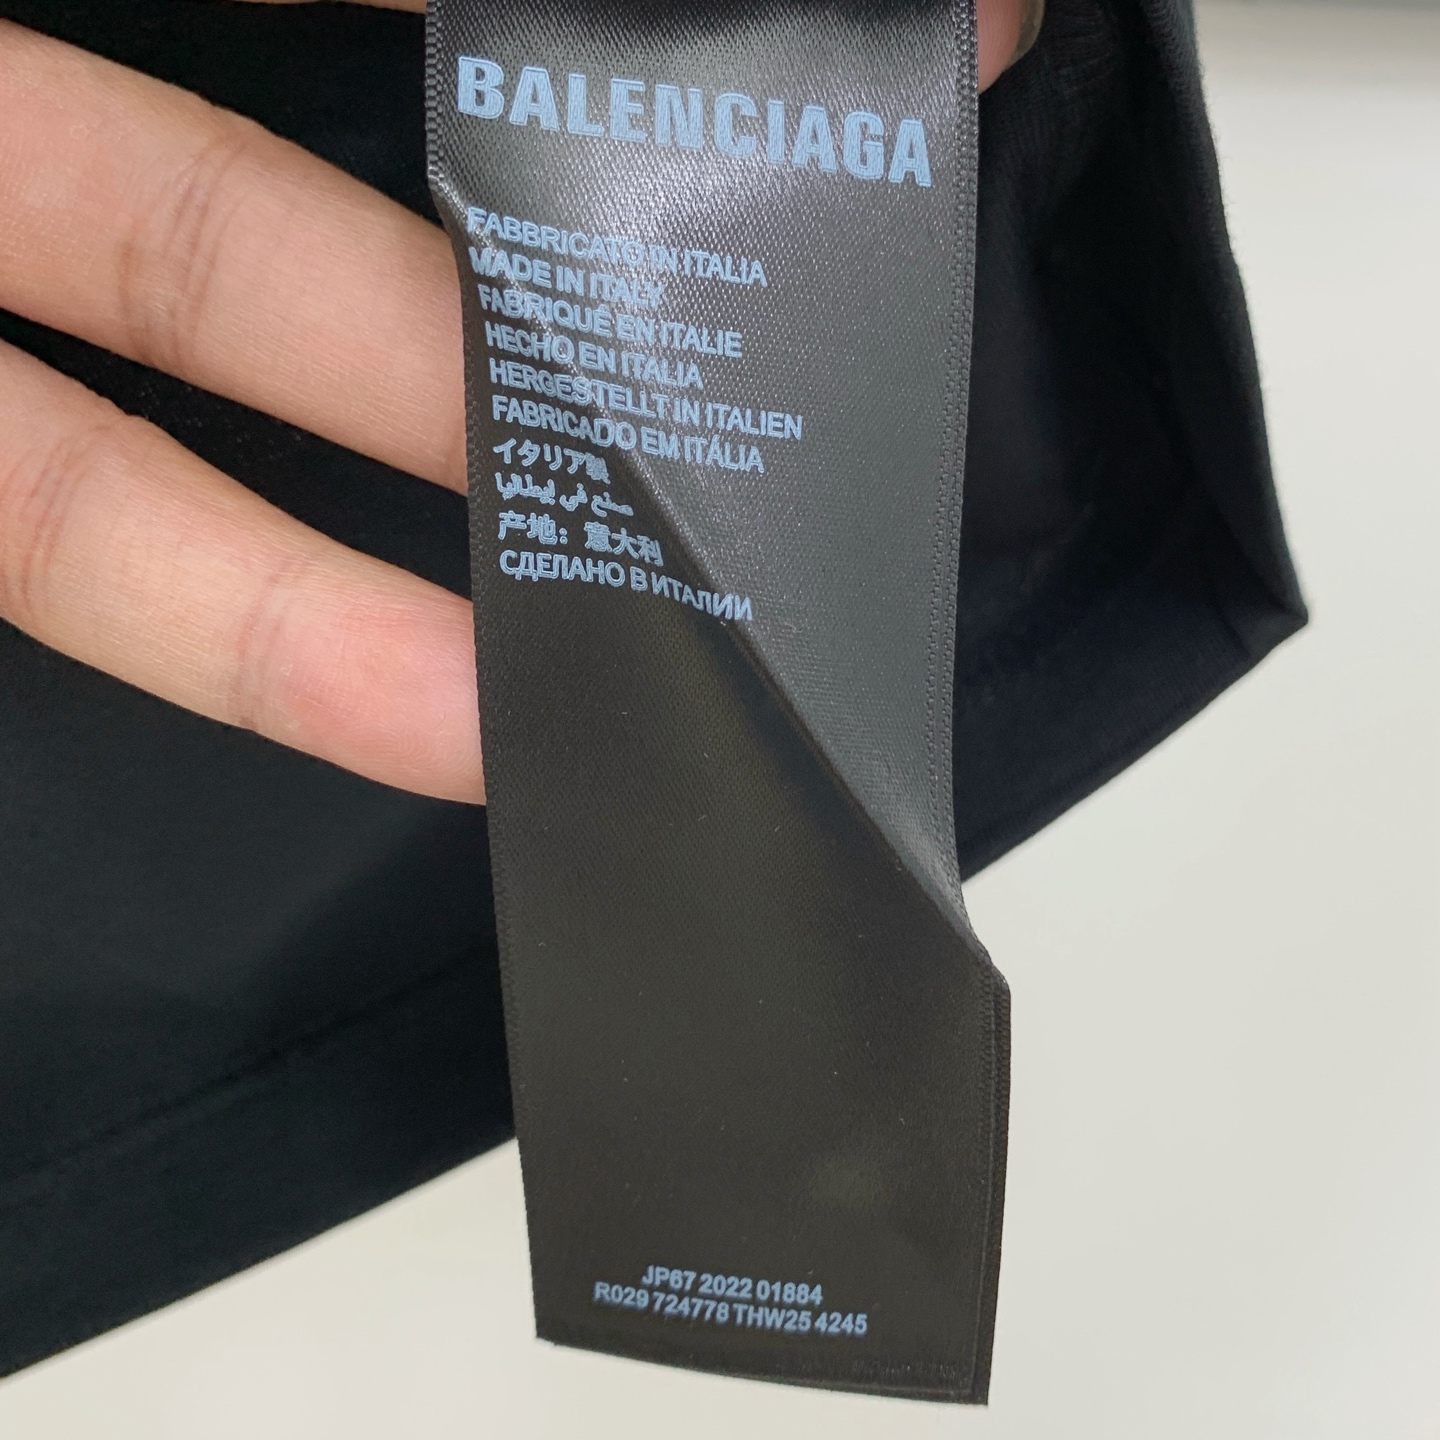 BALENCIAGA
FABBRICATO IN ITALIA
MADE IN ITALY
FABRIQUÉ EN ITALIE
HECHO EN ITALIA
HERGESTELLT IN ITALIEN
FABRICADO EM ITÁLIA
イタリア製
صنع في إيطاليا
产地：意大利
СДЕЛАНО В ИТАЛИИ
JP67 2022 01884
R029 724778 THW25 4245